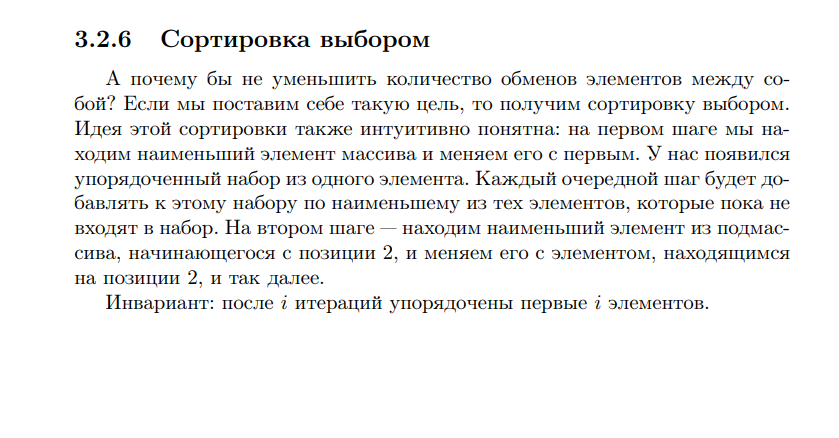 3.2.6 Сортировка выбором
А почему бы не уменьшить количество обменов элементов между со-
бой? Если мы поставим себе такую цель, то получим сортировку выбором.
Идея этой сортировки также интуитивно понятна: на первом шаге мы на-
ходим наименьший элемент массива и меняем его с первым. У нас появился
упорядоченный набор из одного элемента. Каждый очередной шаг будет до-
бавлять к этому набору по наименьшему из тех элементов, которые пока не
входят в набор. На втором шаге — находим наименьший элемент из подмас-
сива, начинающегося с позиции 2, и меняем его с элементом, находящимся
на позиции 2, и так далее.
Инвариант: после i итераций упорядочены первые i элементов.